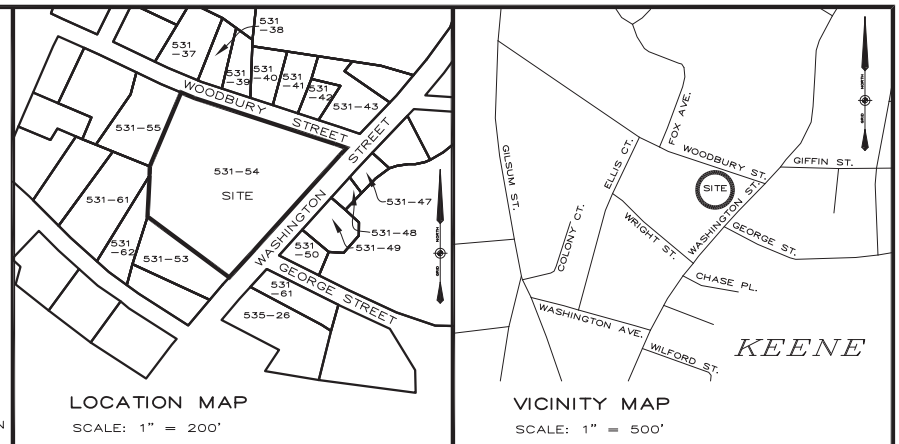 531
-38
531
-37
531
-39
531
-40
531
-41
531
-42
531-43
WOODBURY STREET
531-55
531-54
SITE
WASHINGTON STREET
531-47
531-61
531-48
531-49
531
-62
531-53
531
-50
GEORGE STREET
531
-61
535-26
NORTH
GRID
LOCATION MAP
SCALE: 1" = 200'
N
FOX AVE.
WOODBURY ST.
GIFFIN ST.
GILSUM ST.
ELLIS CT.
SITE
WASHINGTON ST.
COLONY CT.
WRIGHT ST.
GEORGE ST.
CHASE PL.
WASHINGTON AVE.
WILFORD ST.
KEENE
NORTH
GRID
VICINITY MAP
SCALE: 1" = 500'